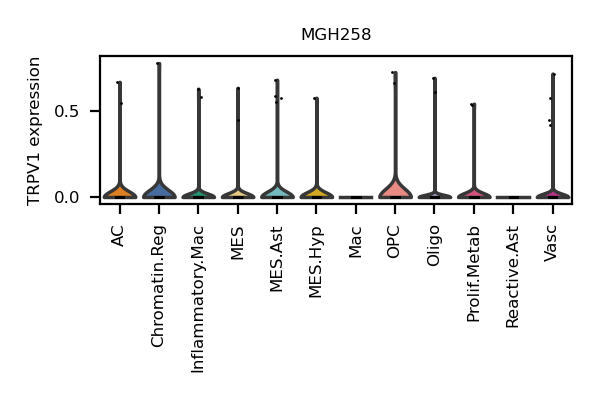 MGH258
TRPV1 expression
0.5
0.0
AC
Chromatin.Reg
Inflammatory.Mac
MES
MES.Ast
MES.Hyp
Mac
OPC
Oligo
Prolif.Metab
Reactive.Ast
Vasc